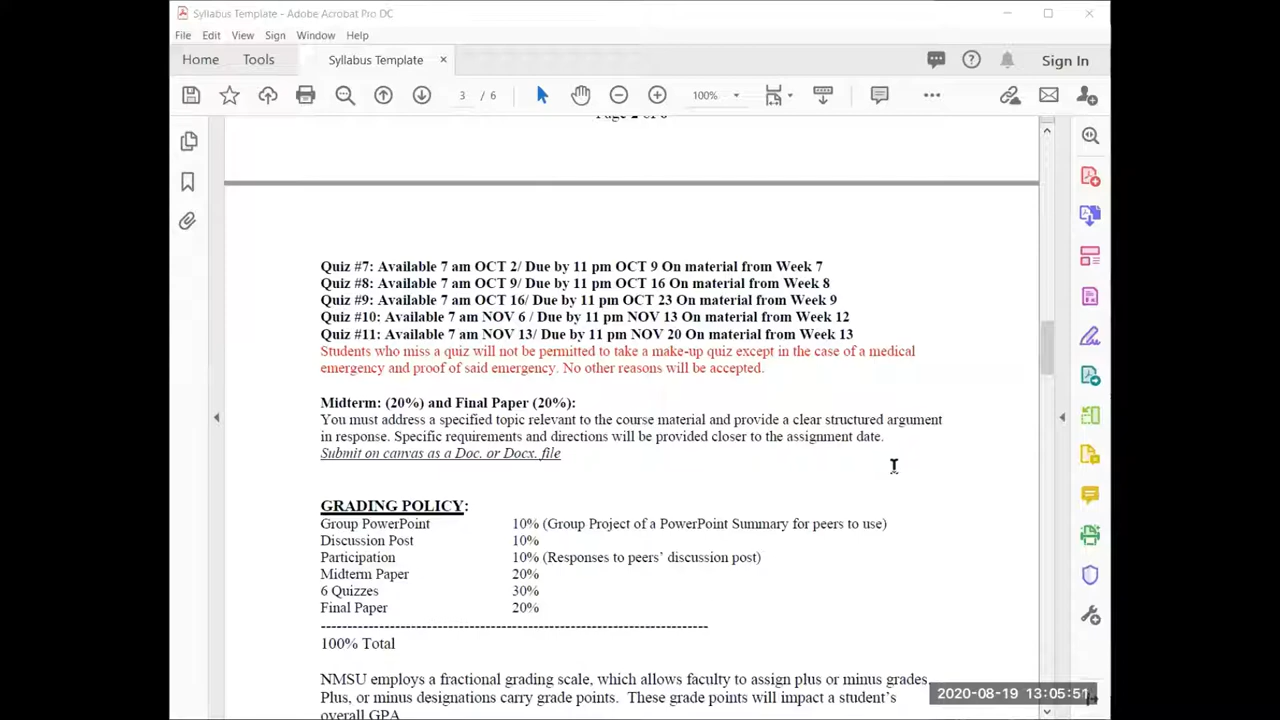 Syllabus Template - Adobe Acrobat Pro DC
File Edit View Sign Window Help
Home Tools Syllabus Template × Sign In
3 / 6 100%
Quiz #7: Available 7 am OCT 2/ Due by 11 pm OCT 9 On material from Week 7
Quiz #8: Available 7 am OCT 9/ Due by 11 pm OCT 16 On material from Week 8
Quiz #9: Available 7 am OCT 16/ Due by 11 pm OCT 23 On material from Week 9
Quiz #10: Available 7 am NOV 6 / Due by 11 pm NOV 13 On material from Week 12
Quiz #11: Available 7 am NOV 13/ Due by 11 pm NOV 20 On material from Week 13
Students who miss a quiz will not be permitted to take a make-up quiz except in the case of a medical
emergency and proof of said emergency. No other reasons will be accepted.
Midterm: (20%) and Final Paper (20%):
You must address a specified topic relevant to the course material and provide a clear structured argument
in response. Specific requirements and directions will be provided closer to the assignment date.
Submit on canvas as a Doc. or Docx. file
GRADING POLICY:
Group PowerPoint 10% (Group Project of a PowerPoint Summary for peers to use)
Discussion Post 10%
Participation 10% (Responses to peers' discussion post)
Midterm Paper 20%
6 Quizzes 30%
Final Paper 20%
--------------------------------------------------------------------
100% Total
NMSU employs a fractional grading scale, which allows faculty to assign plus or minus grades.
Plus, or minus designations carry grade points. These grade points will impact a student's
overall GPA
2020-08-19 13:05:51